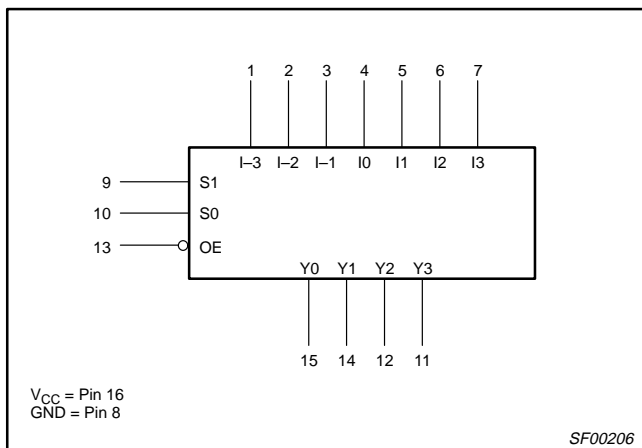 1 2 3 4 5 6 7
I–3 I–2 I–1 I0 I1 I2 I3
9 S1
10 S0
13 OE
Y0 Y1 Y2 Y3
15 14 12 11
VCC = Pin 16
GND = Pin 8
SF00206